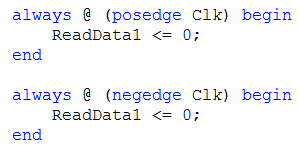 always @ (posedge Clk) begin
    ReadData1 <= 0;
end

always @ (negedge Clk) begin
    ReadData1 <= 0;
end